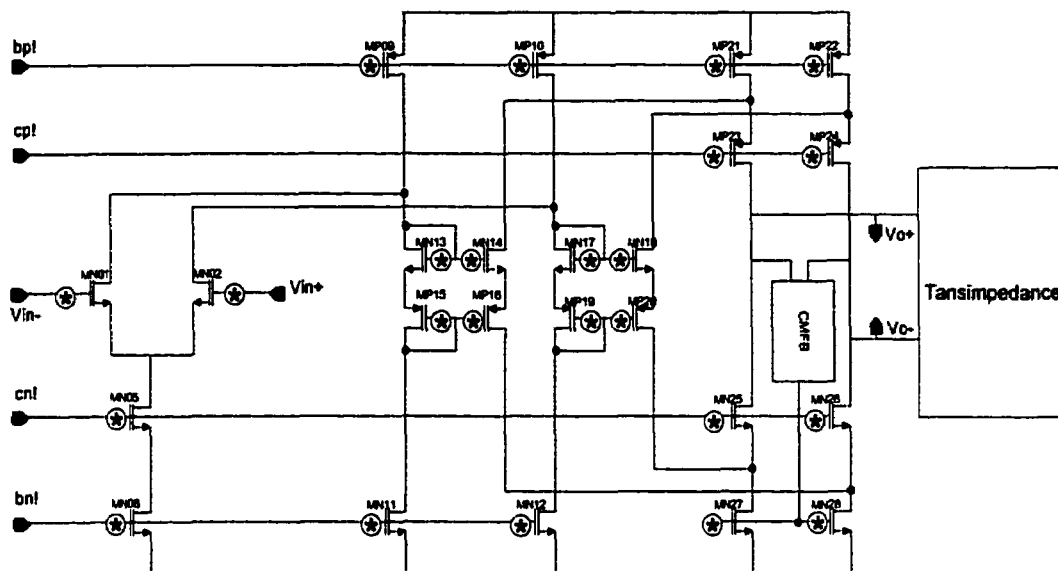 bp!
MP09
MP10
MP21
MP22
cp!
MP23
MP24
MN13
MN14
MN17
MN18
Vo+
MN01
MN02
Vin+
Vin-
MP15
MP16
MP19
MP20
CMFB
Tansimpedance
Vo-
cn!
MN05
MN25
MN26
bn!
MN06
MN11
MN12
MN27
MN28